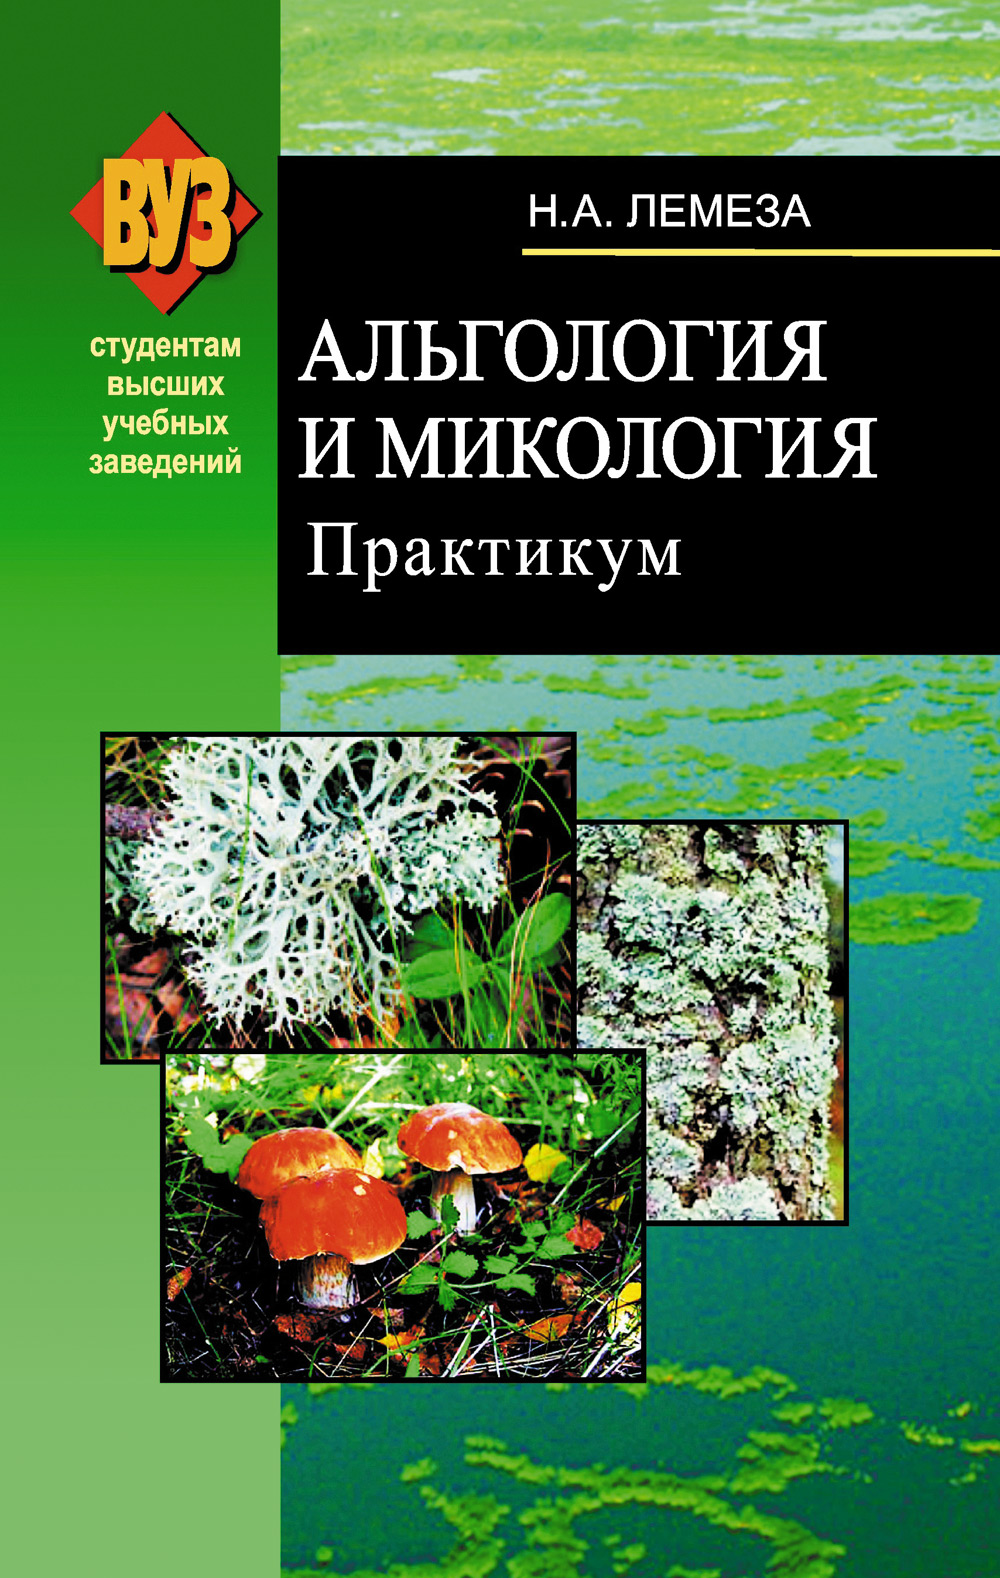 ВУЗ
студентам
высших
учебных
заведений
Н.А. ЛЕМЕЗА
АЛЬГОЛОГИЯ
И МИКОЛОГИЯ
Практикум